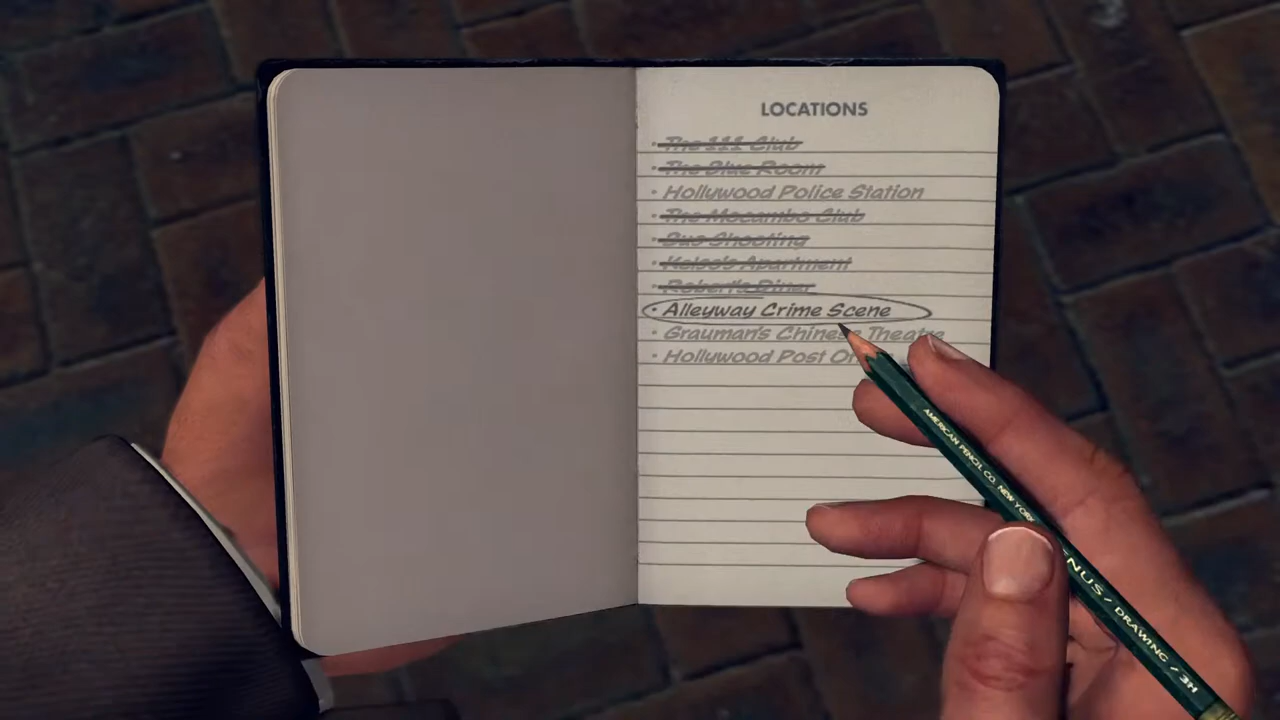 LOCATIONS
· The 111 Club
· The Blue Room
· Hollywood Police Station
· The Mocambo Club
· Bus Shooting
· Kelso's Apartment
· Robert's Diner
· Alleyway Crime Scene
· Grauman's Chinese Theatre
· Hollywood Post
AMERICAN PENCIL CO. NEW YORK
DRAWING / 3H